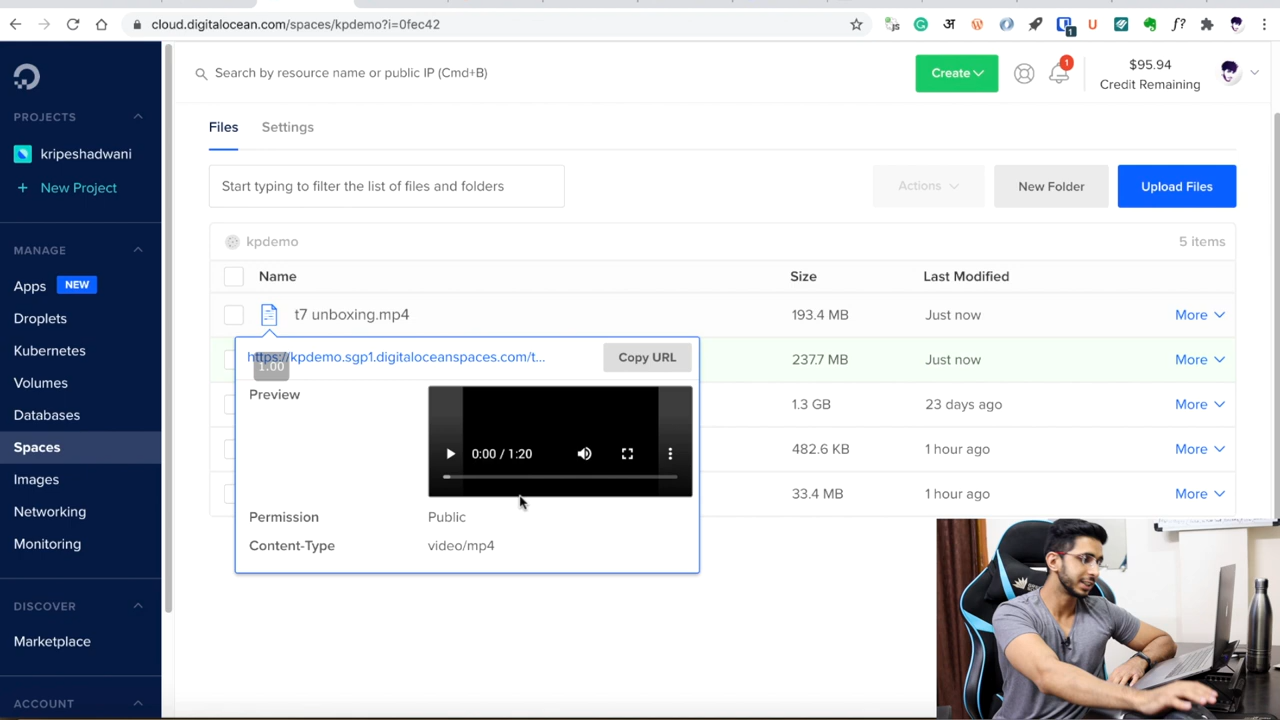 cloud.digitalocean.com/spaces/kpdemo?i=0fec42
अ
1
U
ƒ?
Search by resource name or public IP (Cmd+B)
Create
1
$95.94
Credit Remaining
PROJECTS
kripeshadwani
+ New Project
MANAGE
Apps NEW
Droplets
Kubernetes
Volumes
Databases
Spaces
Images
Networking
Monitoring
DISCOVER
Marketplace
ACCOUNT
Files Settings
Start typing to filter the list of files and folders
Actions
New Folder
Upload Files
kpdemo
5 items
Name Size Last Modified
t7 unboxing.mp4 193.4 MB Just now More
237.7 MB Just now More
1.3 GB 23 days ago More
482.6 KB 1 hour ago More
33.4 MB 1 hour ago More
https://kpdemo.sgp1.digitaloceanspaces.com/t...
Copy URL
1.00
Preview
0:00 / 1:20
Permission Public
Content-Type video/mp4